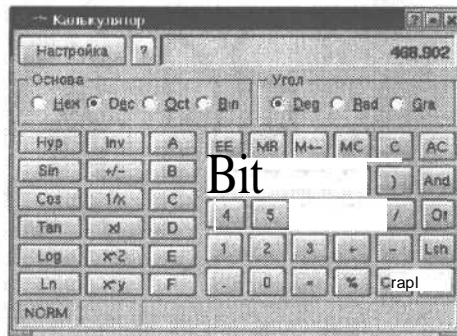 Калькулятор
Настройка ? 468.902
Основа Угол
Hex Dec Oct Bin Deg Rad Gra
Hyp Inv A EE MR M+- MC C AC
Sin +/- B Bit ) And
Cos 1/x C 4 5 / Or
Tan x! D
Log x^2 E 1 2 3 + - Lsh
Ln x^y F . 0 = % Crapl
NORM